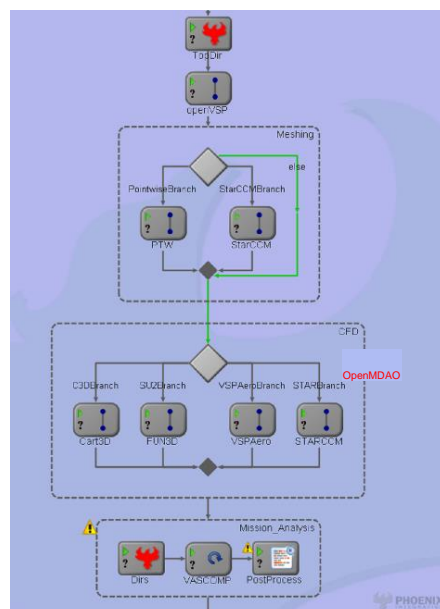 TopDir
openVSP
Meshing
else
PointwiseBranch StarCCMBranch
PTW StarCCM
CFD
OpenMDAO
C3DBranch SU2Branch VSPAeroBranch STARBranch
Cart3D FUN3D VSPAero STARCCM
Mission_Analysis
Dirs VASCOMP PostProcess
PHOENIX